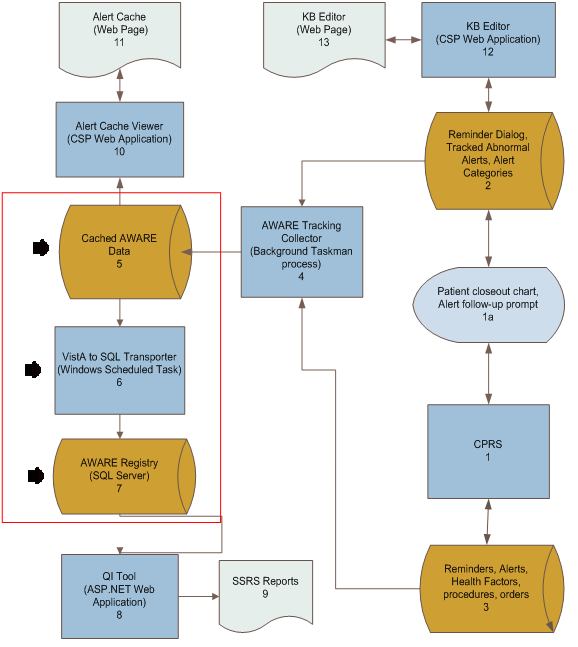 Alert Cache
(Web Page)
11
KB Editor
(Web Page)
13
KB Editor
(CSP Web Application)
12
Alert Cache Viewer
(CSP Web Application)
10
Reminder Dialog,
Tracked Abnormal
Alerts, Alert
Categories
2
Cached AWARE
Data
5
AWARE Tracking
Collector
(Background Taskman
process)
4
Patient closeout chart,
Alert follow-up prompt
1a
VistA to SQL Transporter
(Windows Scheduled Task)
6
CPRS
1
AWARE Registry
(SQL Server)
7
QI Tool
(ASP.NET Web
Application)
8
SSRS Reports
9
Reminders, Alerts,
Health Factors,
procedures, orders
3